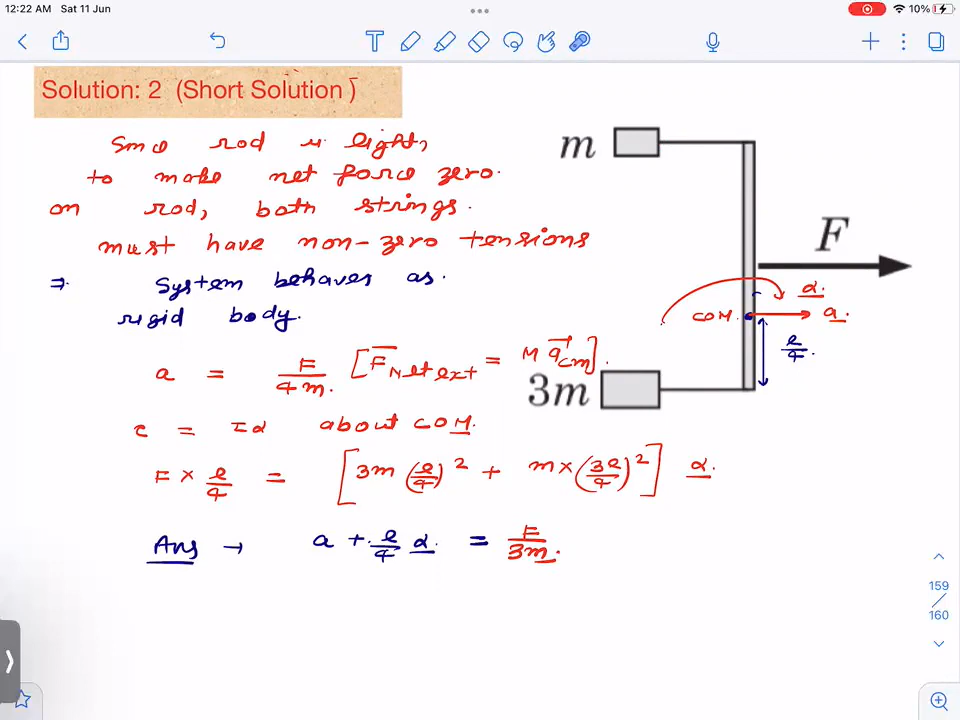 12:22 AM Sat 11 Jun
10%
Solution: 2 (Short Solution)
Since rod is light,
to make net force zero.
on rod, both strings.
must have non-zero tensions
⇒ System behaves as.
rigid body.
a = F/4m. [F⃗ Net ext = M a⃗cm].
τ = Iα about COM.
F × ℓ/4 = [3m (ℓ/4)² + m×(3ℓ/4)²] α.
Ans → a + ℓ/4 α = F/3m.
m
F
α.
COM. a.
ℓ/4.
3m
159
160